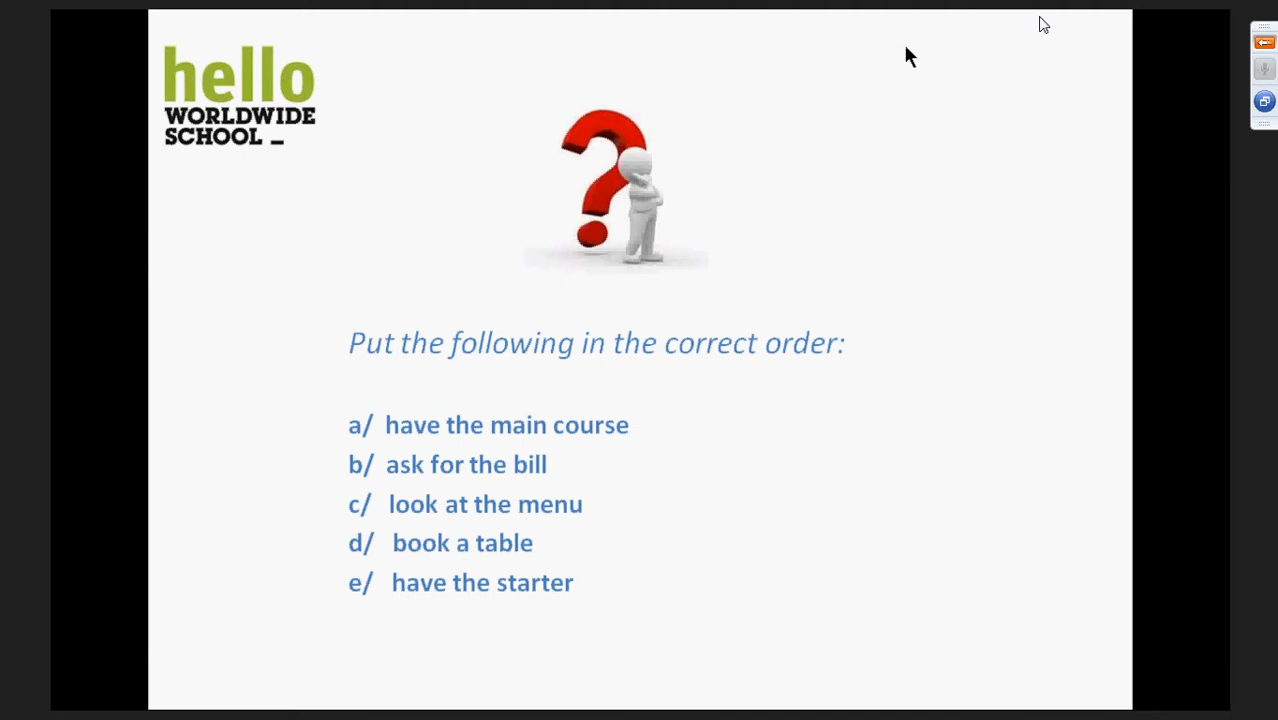 hello
WORLDWIDE
SCHOOL _
Put the following in the correct order:
a/ have the main course
b/ ask for the bill
c/ look at the menu
d/ book a table
e/ have the starter